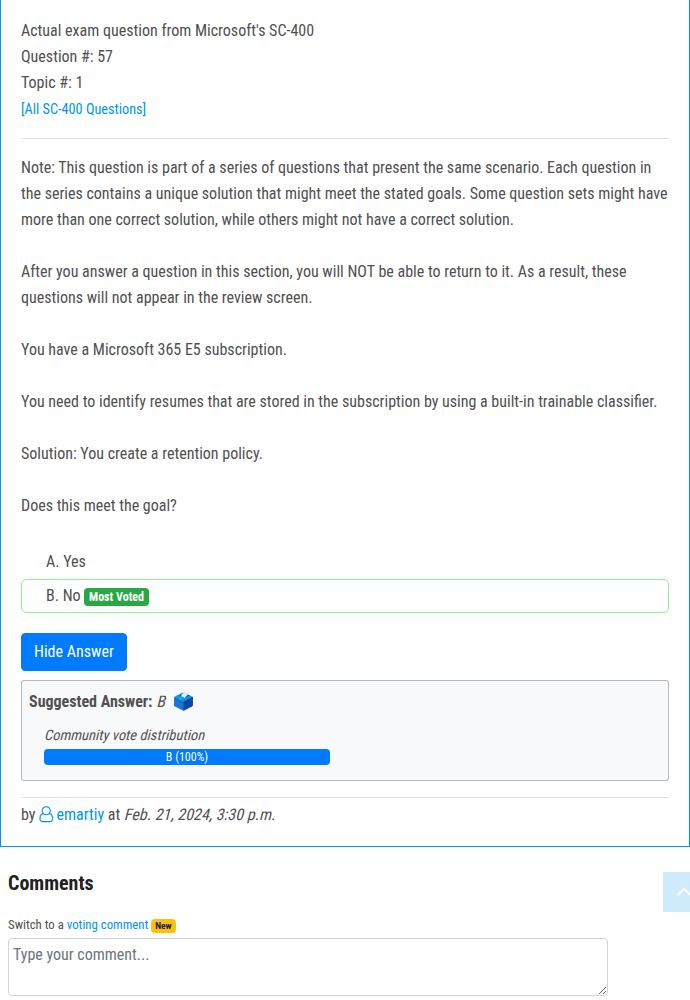 Actual exam question from Microsoft's SC-400
Question #: 57
Topic #: 1
[All SC-400 Questions]
Note: This question is part of a series of questions that present the same scenario. Each question in
the series contains a unique solution that might meet the stated goals. Some question sets might have
more than one correct solution, while others might not have a correct solution.
After you answer a question in this section, you will NOT be able to return to it. As a result, these
questions will not appear in the review screen.
You have a Microsoft 365 E5 subscription.
You need to identify resumes that are stored in the subscription by using a built-in trainable classifier.
Solution: You create a retention policy.
Does this meet the goal?
A. Yes
B. No Most Voted
Hide Answer
Suggested Answer: B
Community vote distribution
B (100%)
by emartiy at Feb. 21, 2024, 3:30 p.m.
Comments
Switch to a voting comment New
Type your comment...